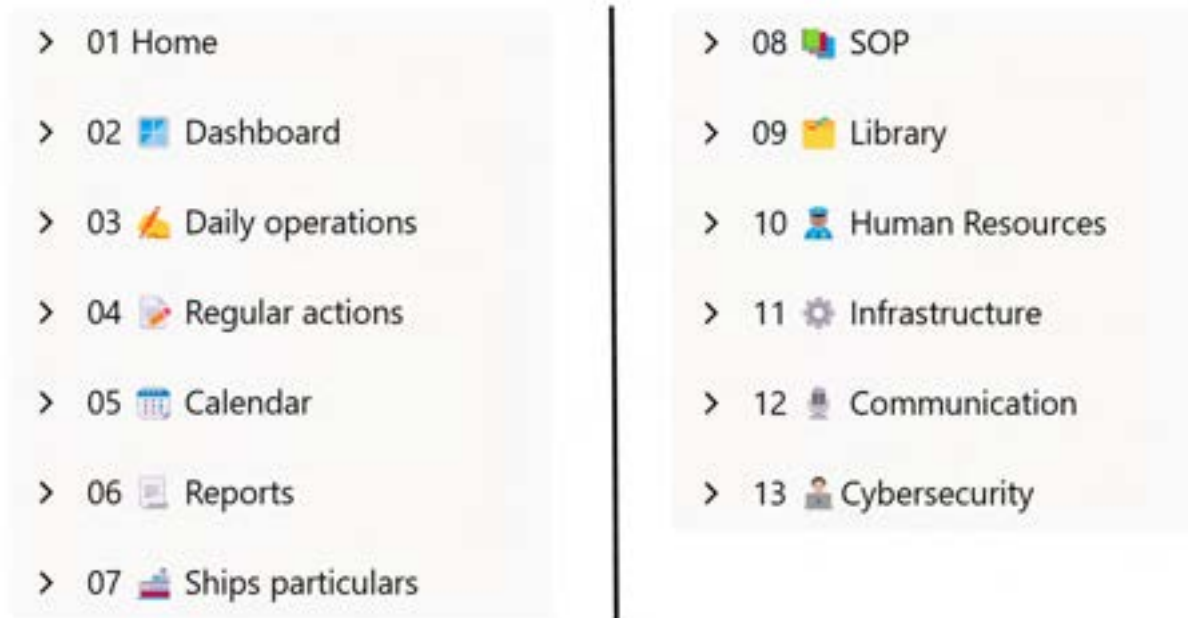 01 Home
02 Dashboard
03 Daily operations
04 Regular actions
05 Calendar
06 Reports
07 Ships particulars
08 SOP
09 Library
10 Human Resources
11 Infrastructure
12 Communication
13 Cybersecurity